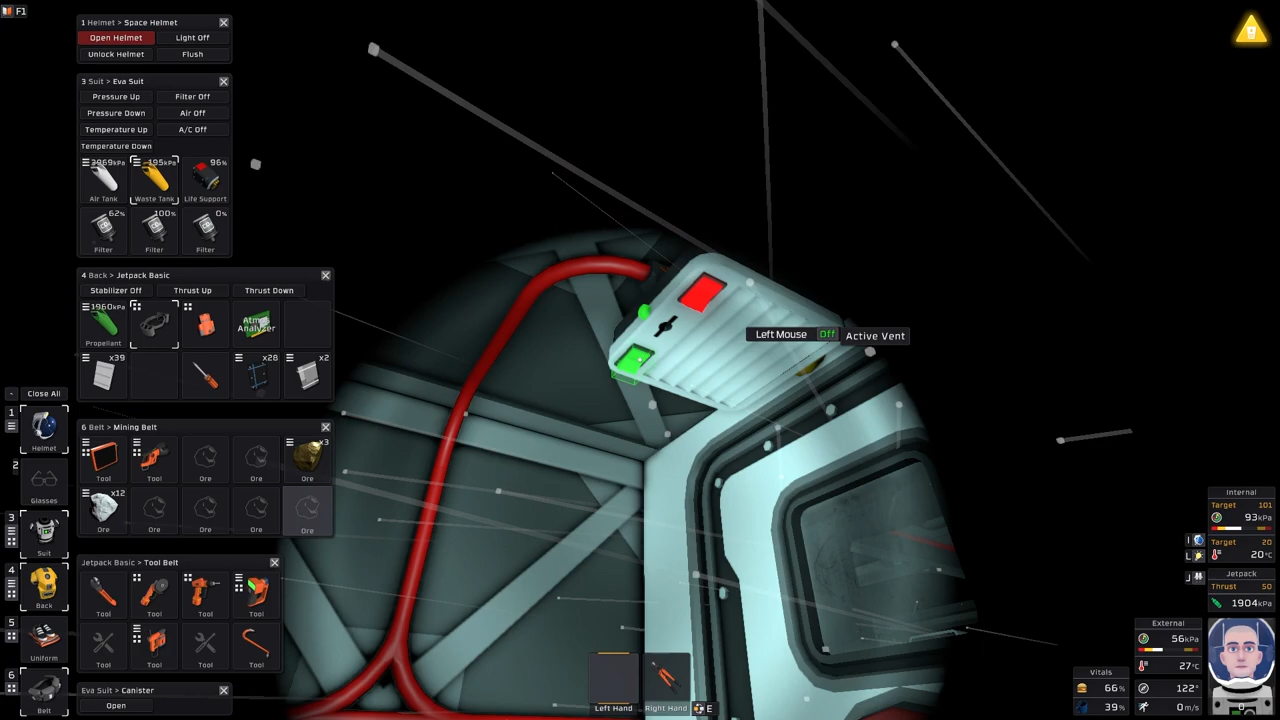 F1
1 Helmet > Space Helmet
Open Helmet
Light Off
Unlock Helmet
Flush
3 Suit > Eva Suit
Pressure Up
Filter Off
Pressure Down
Air Off
Temperature Up
A/C Off
Temperature Down
195kPa
96%
Air Tank
Waste Tank
Life Support
62%
100%
0%
Filter
Filter
Filter
4 Back > Jetpack Basic
Stabilizer Off
Thrust Up
Thrust Down
1960kPa
Atmos Analyzer
Propellant
x39
x28
x2
- Close All
6 Belt > Mining Belt
x3
Tool
Tool
Ore
Ore
Ore
x12
Ore
Ore
Ore
Ore
Ore
Jetpack Basic > Tool Belt
Tool
Tool
Tool
Tool
Tool
Tool
Tool
Tool
Eva Suit > Canister
Open
1
Helmet
2
Glasses
3
Suit
4
Back
5
Uniform
6
Belt
Left Mouse Off Active Vent
Left Hand
Right Hand
E
Internal
Target 101
93kPa
Target 20
20°C
I
L
J
Jetpack
Thrust 50
1904kPa
External
56kPa
27°C
122°
0m/s
Vitals
66%
39%
0